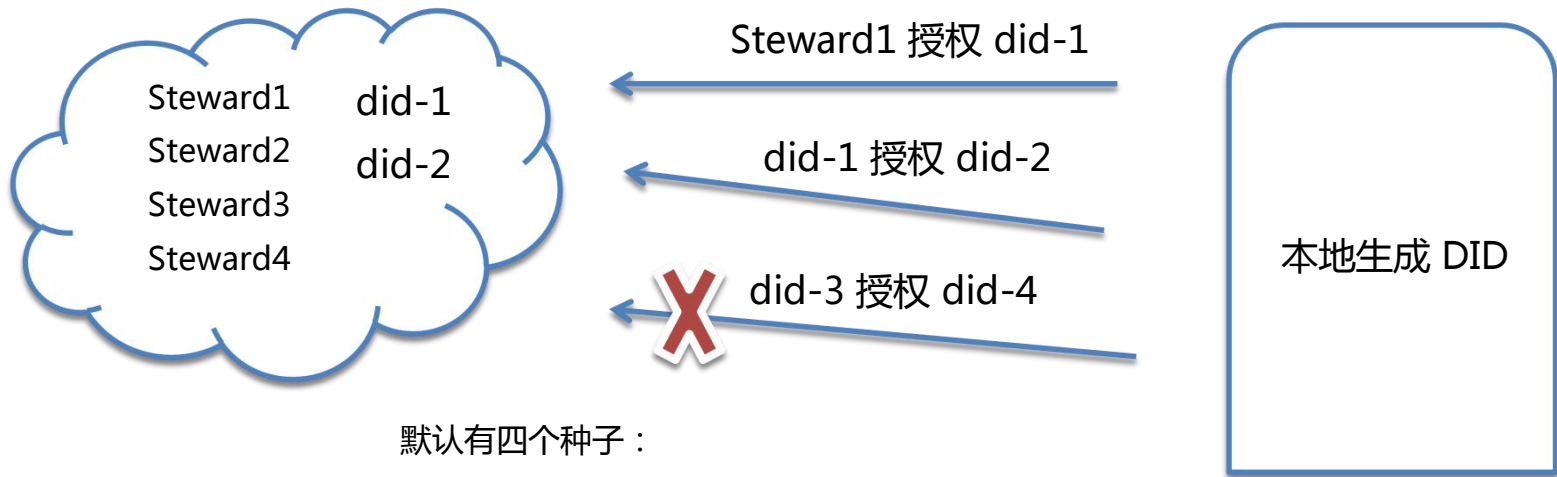 Steward1 授权 did-1
Steward1
did-1
Steward2
did-2
did-1 授权 did-2
Steward3
Steward4
本地生成 DID
did-3 授权 did-4
默认有四个种子：